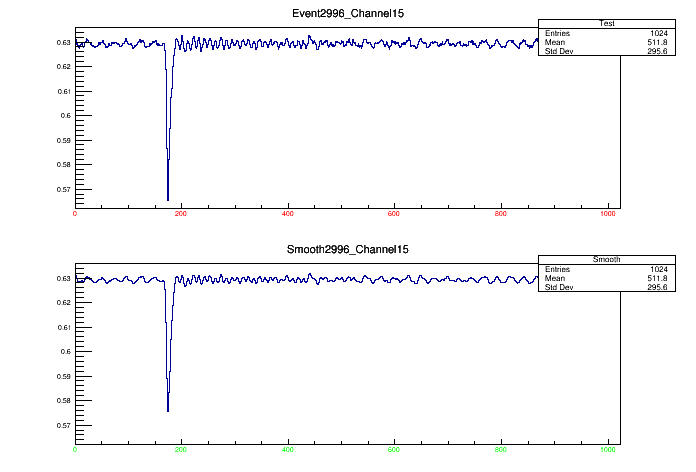 Event2996_Channel15
Test
Entries 1024
Mean 511.8
Std Dev 295.6
0.63
0.62
0.61
0.6
0.59
0.58
0.57
0 200 400 600 800 1000
Smooth2996_Channel15
Smooth
Entries 1024
Mean 511.8
Std Dev 295.6
0.63
0.62
0.61
0.6
0.59
0.58
0.57
0 200 400 600 800 1000